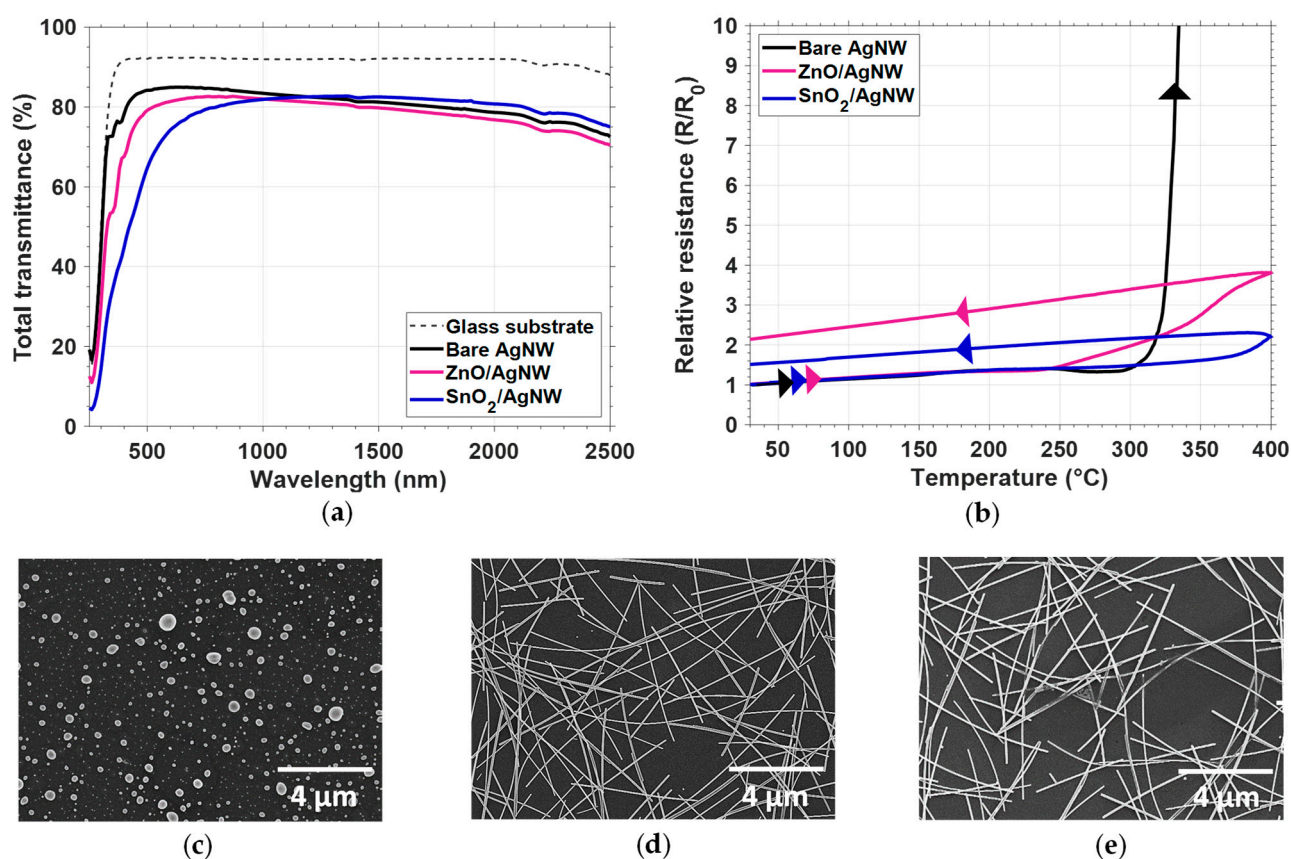 Total transmittance (%)
100
80
60
40
20
0
Glass substrate
Bare AgNW
ZnO/AgNW
SnO₂/AgNW
500
1000
1500
2000
2500
Wavelength (nm)
(a)
Relative resistance (R/R₀)
10
9
8
7
6
5
4
3
2
1
0
Bare AgNW
ZnO/AgNW
SnO₂/AgNW
50
100
150
200
250
300
350
400
Temperature (°C)
(b)
4 μm
(c)
4 μm
(d)
4 μm
(e)